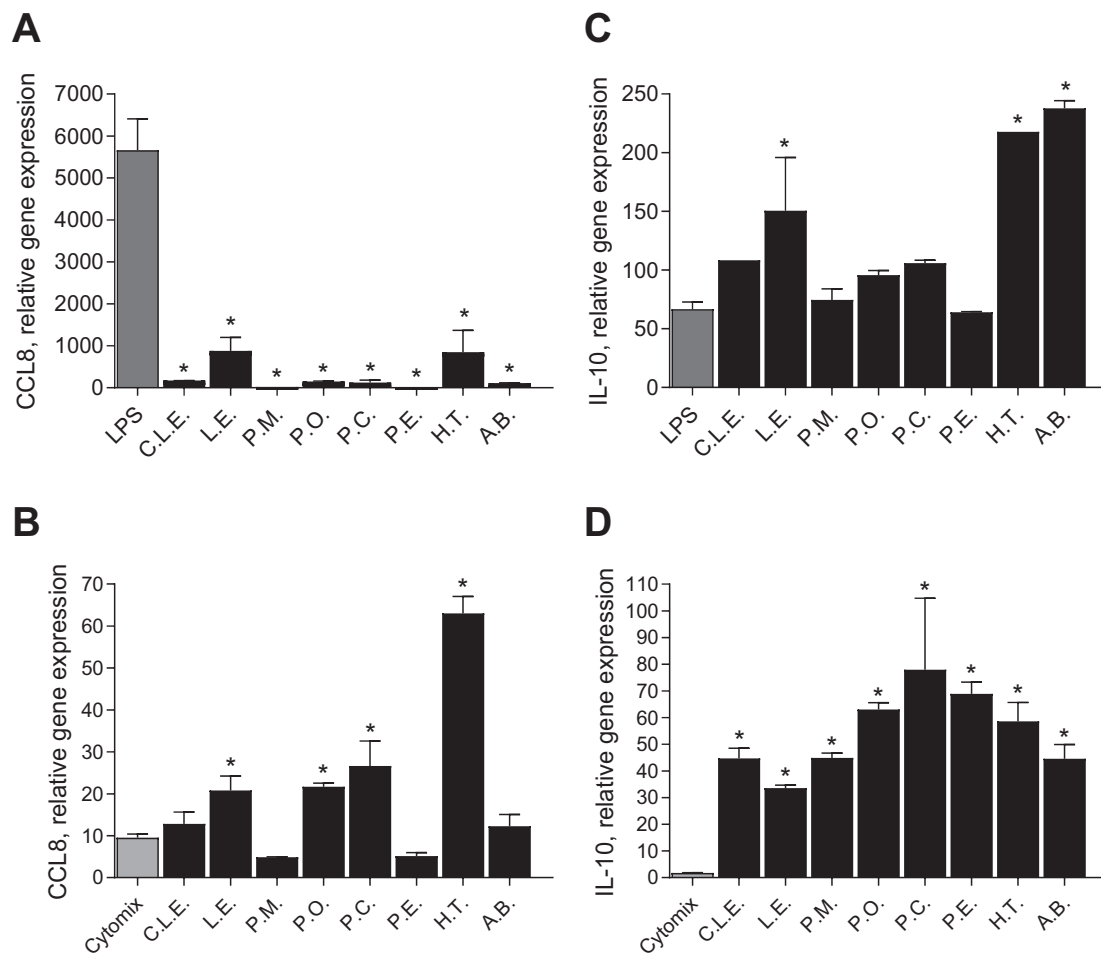 A
CCL8, relative gene expression
7000
6000
5000
4000
3000
2000
1000
0
* * * * * * * *
LPS C.L.E. L.E. P.M. P.O. P.C. P.E. H.T. A.B.
C
IL-10, relative gene expression
250
200
150
100
50
0
* * *
LPS C.L.E. L.E. P.M. P.O. P.C. P.E. H.T. A.B.
B
CCL8, relative gene expression
70
60
50
40
30
20
10
0
* * * *
Cytomix C.L.E. L.E. P.M. P.O. P.C. P.E. H.T. A.B.
D
IL-10, relative gene expression
110
100
90
80
70
60
50
40
30
20
10
0
* * * * * * * *
Cytomix C.L.E. L.E. P.M. P.O. P.C. P.E. H.T. A.B.